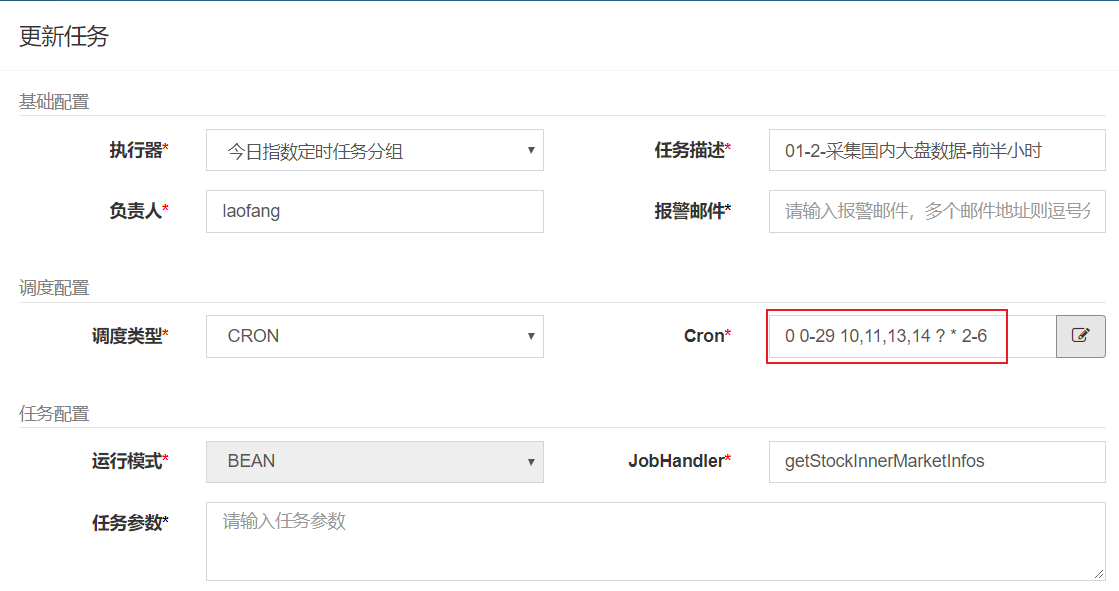 更新任务
基础配置
执行器* 今日指数定时任务分组 任务描述* 01-2-采集国内大盘数据-前半小时
负责人* laofang 报警邮件* 请输入报警邮件，多个邮件地址则逗号分
调度配置
调度类型* CRON Cron* 0 0-29 10,11,13,14 ? * 2-6
任务配置
运行模式* BEAN JobHandler* getStockInnerMarketInfos
任务参数* 请输入任务参数